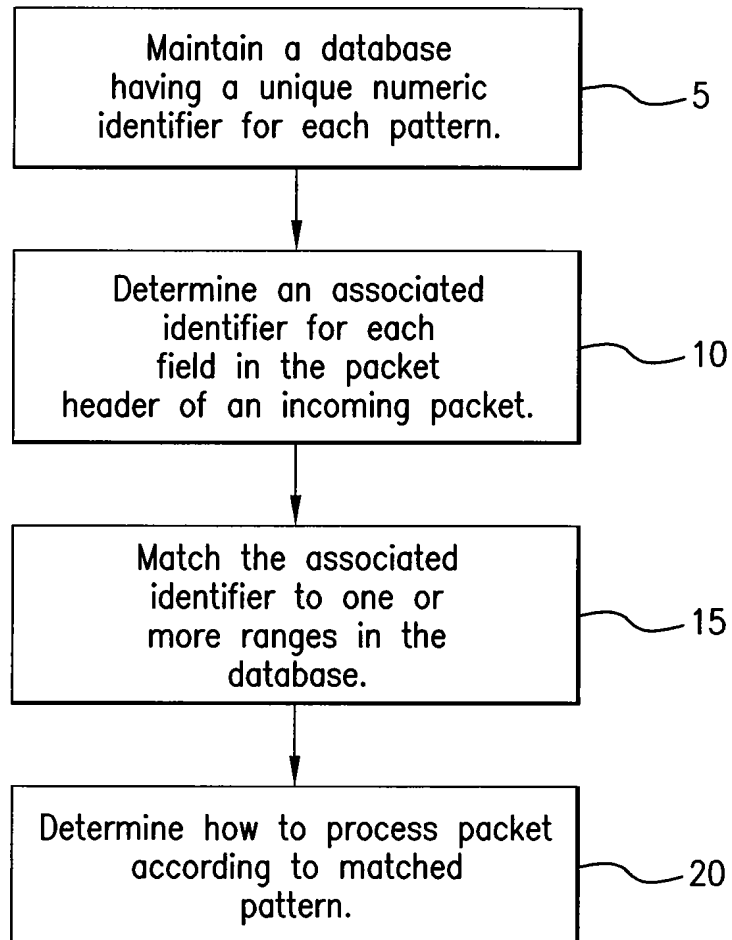 Maintain a database
having a unique numeric
identifier for each pattern.
5
Determine an associated
identifier for each
field in the packet
header of an incoming packet.
10
Match the associated
identifier to one or
more ranges in the
database.
15
Determine how to process packet
according to matched
pattern.
20